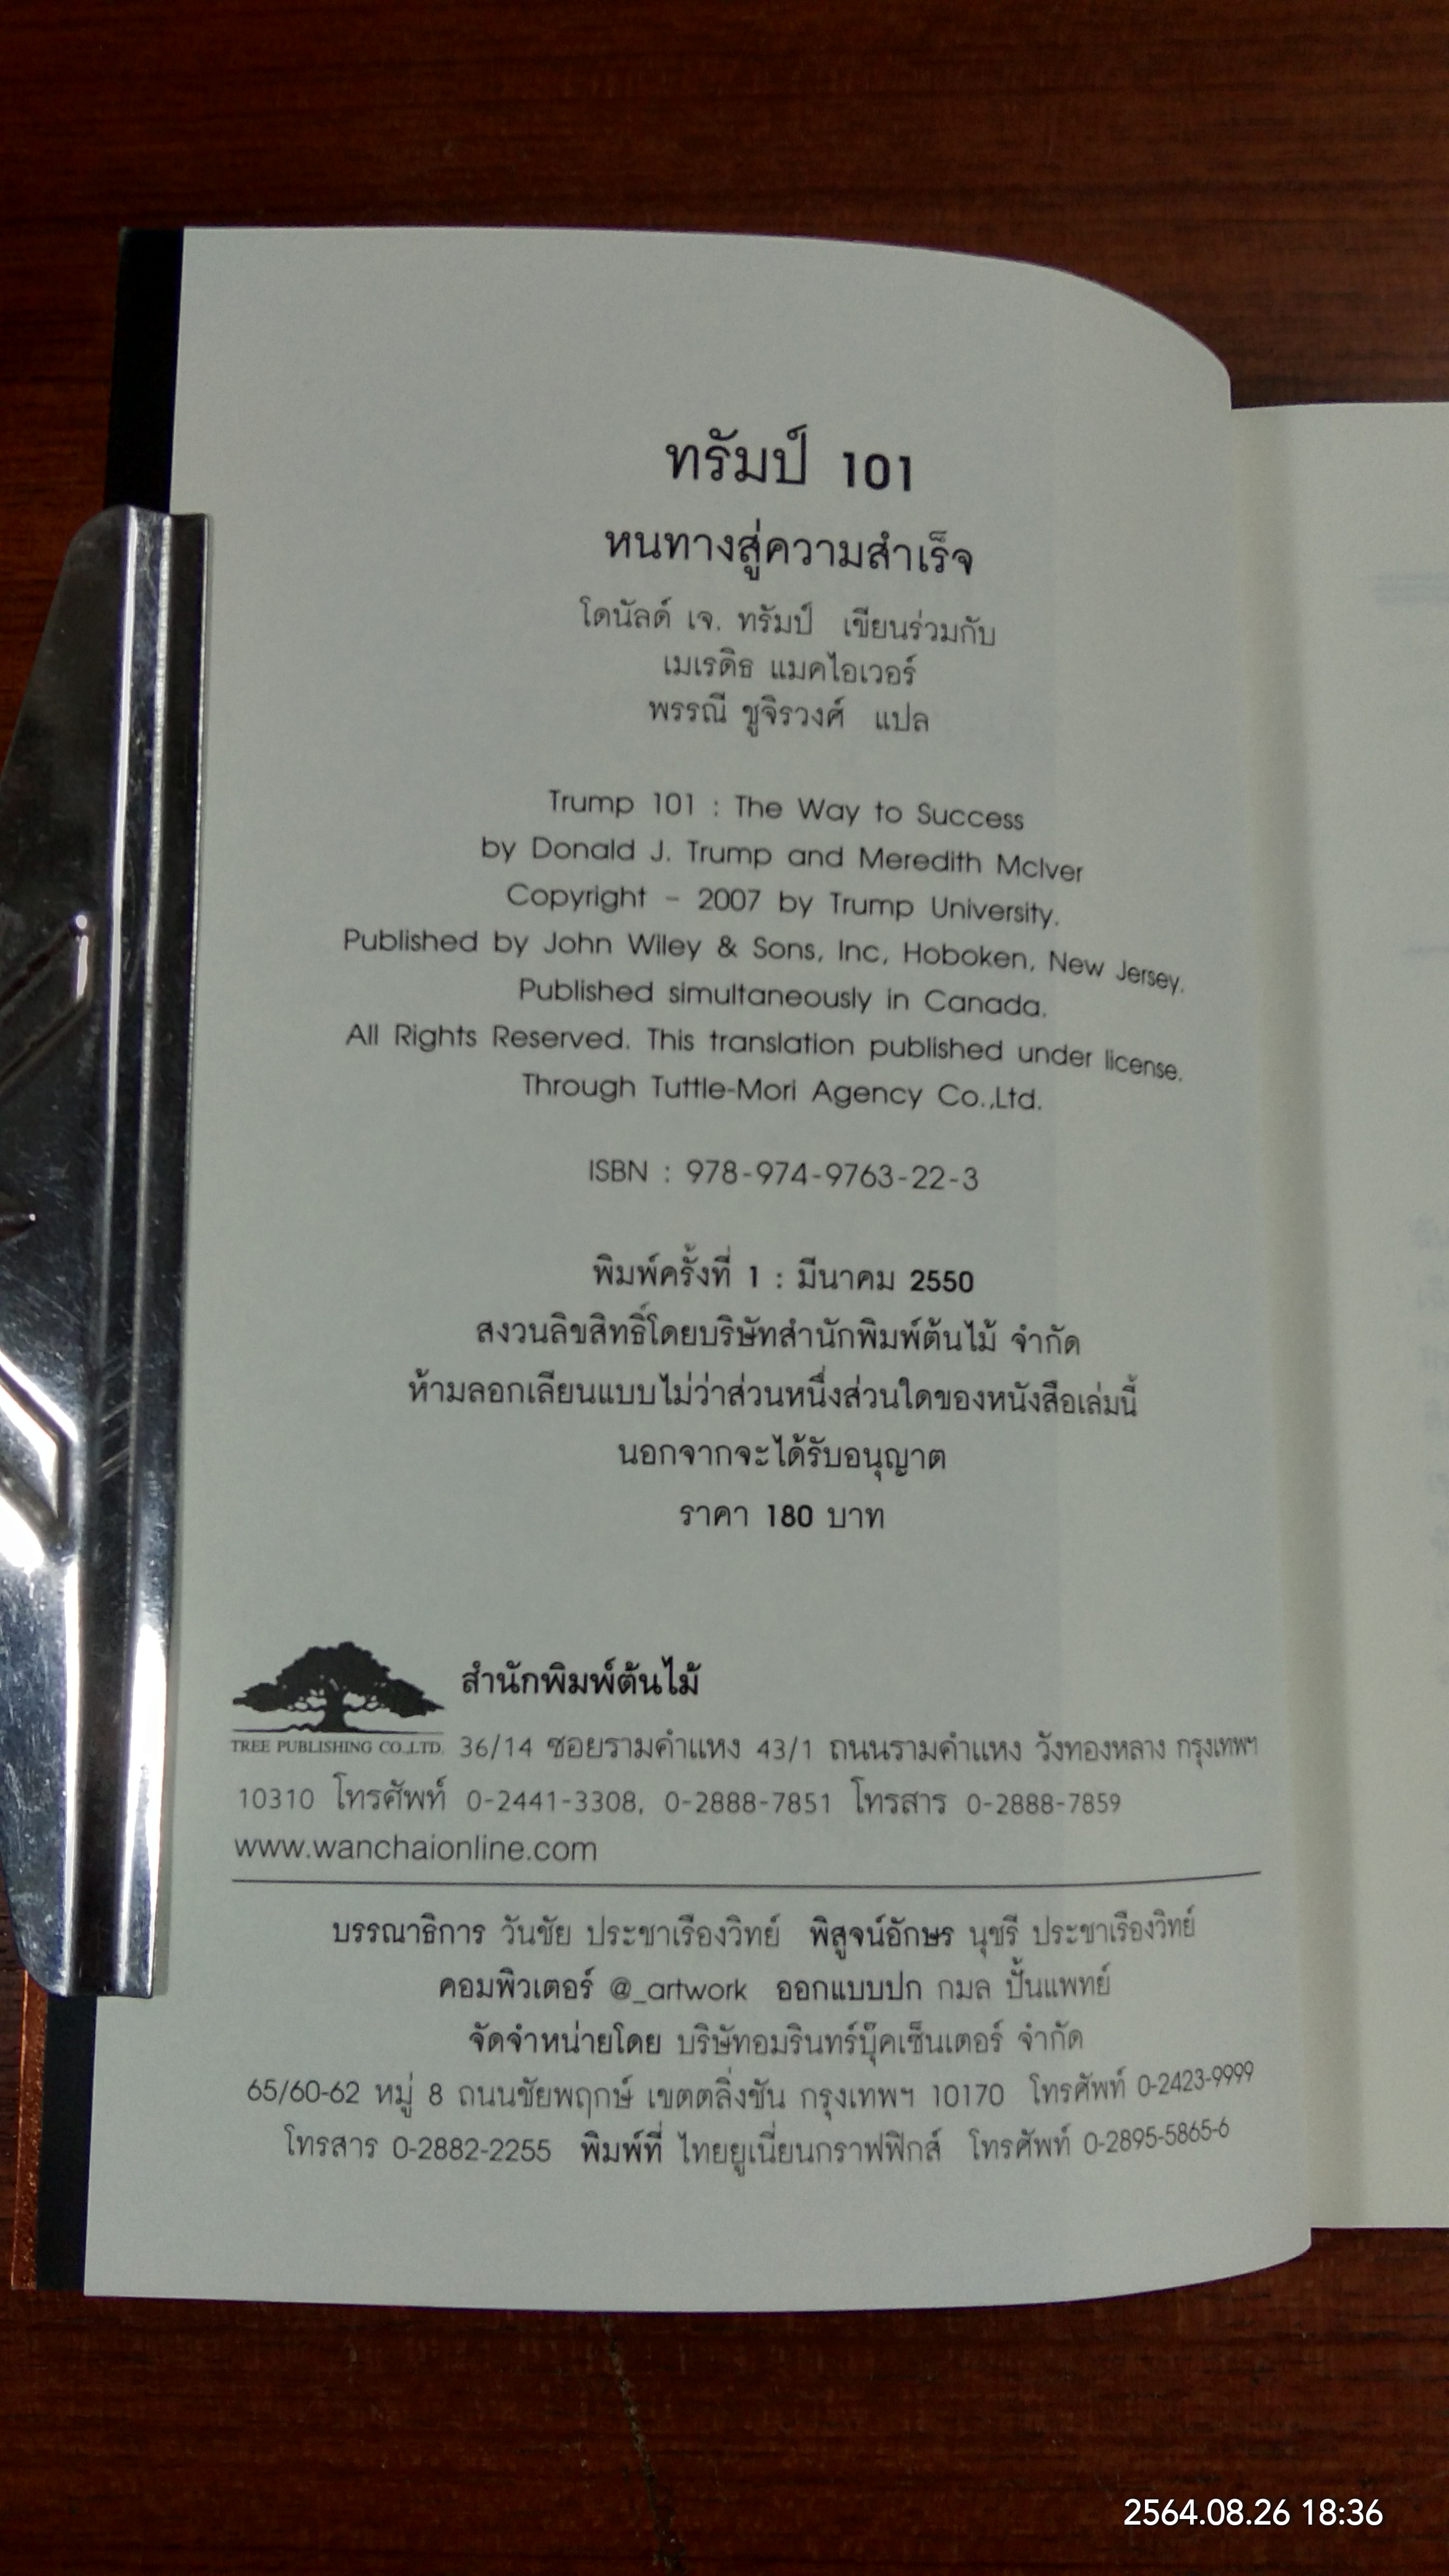 ทรัมป์ 101
หนทางสู่ความสำเร็จ
โดนัลด์ เจ. ทรัมป์ เขียนร่วมกับ
เมเรดิธ แมคไอเวอร์
พรรณี ชูจิรวงศ์ แปล
Trump 101 : The Way to Success
by Donald J. Trump and Meredith McIver
Copyright - 2007 by Trump University.
Published by John Wiley & Sons, Inc, Hoboken, New Jersey.
Published simultaneously in Canada.
All Rights Reserved. This translation published under license.
Through Tuttle-Mori Agency Co.,Ltd.
ISBN : 978-974-9763-22-3
พิมพ์ครั้งที่ 1 : มีนาคม 2550
สงวนลิขสิทธิ์โดยบริษัทสำนักพิมพ์ต้นไม้ จำกัด
ห้ามลอกเลียนแบบไม่ว่าส่วนหนึ่งส่วนใดของหนังสือเล่มนี้
นอกจากจะได้รับอนุญาต
ราคา 180 บาท
สำนักพิมพ์ต้นไม้
TREE PUBLISHING CO.,LTD. 36/14 ซอยรามคำแหง 43/1 ถนนรามคำแหง วังทองหลาง กรุงเทพฯ
10310 โทรศัพท์ 0-2441-3308, 0-2888-7851 โทรสาร 0-2888-7859
www.wanchaionline.com
บรรณาธิการ วันชัย ประชาเรืองวิทย์ พิสูจน์อักษร นุชรี ประชาเรืองวิทย์
คอมพิวเตอร์ @_artwork ออกแบบปก กมล ปั้นแพทย์
จัดจำหน่ายโดย บริษัทอมรินทร์บุ๊คเซ็นเตอร์ จำกัด
65/60-62 หมู่ 8 ถนนชัยพฤกษ์ เขตตลิ่งชัน กรุงเทพฯ 10170 โทรศัพท์ 0-2423-9999
โทรสาร 0-2882-2255 พิมพ์ที่ ไทยยูเนี่ยนกราฟฟิกส์ โทรศัพท์ 0-2895-5865-6
2564.08.26 18:36